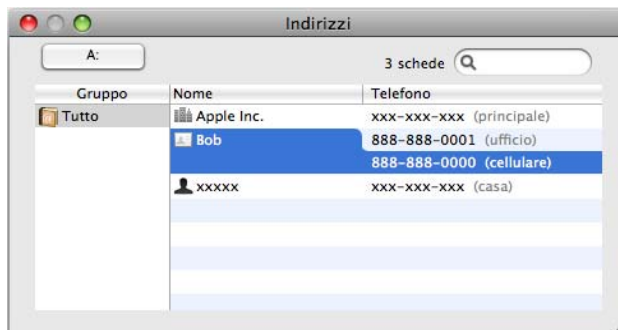 Indirizzi
A:
3 schede
Gruppo Nome Telefono
Tutto Apple Inc. xxx-xxx-xxx (principale)
Bob 888-888-0001 (ufficio)
888-888-0000 (cellulare)
xxxxx xxx-xxx-xxx (casa)